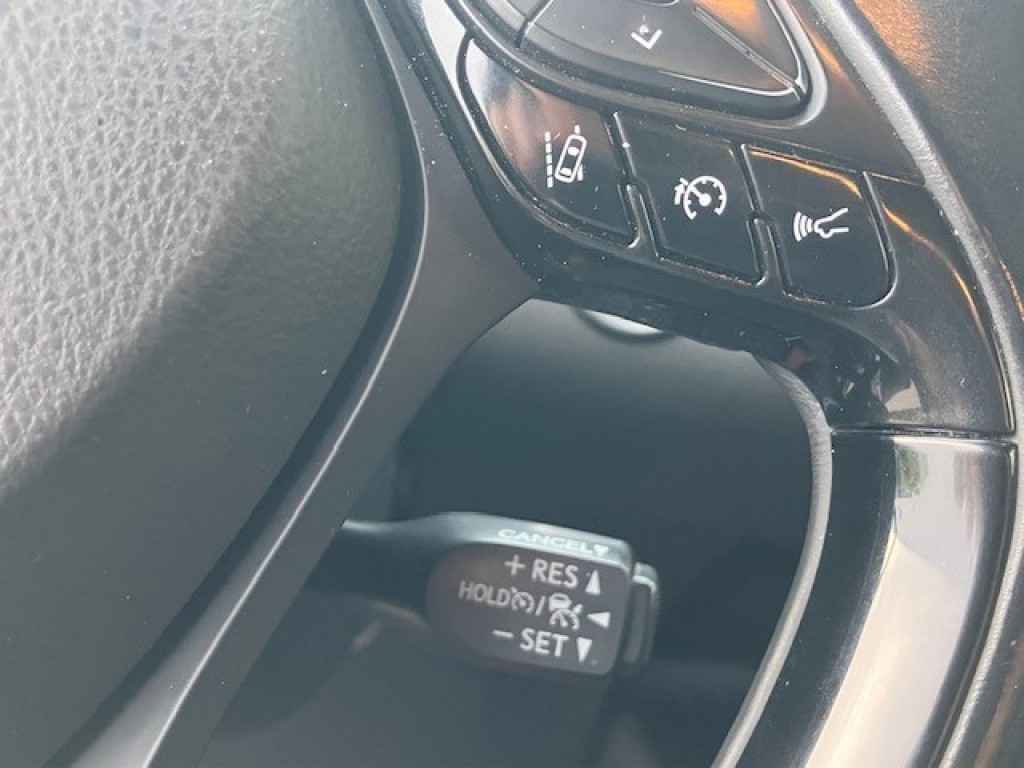 CANCEL
+ RES
HOLD /
− SET